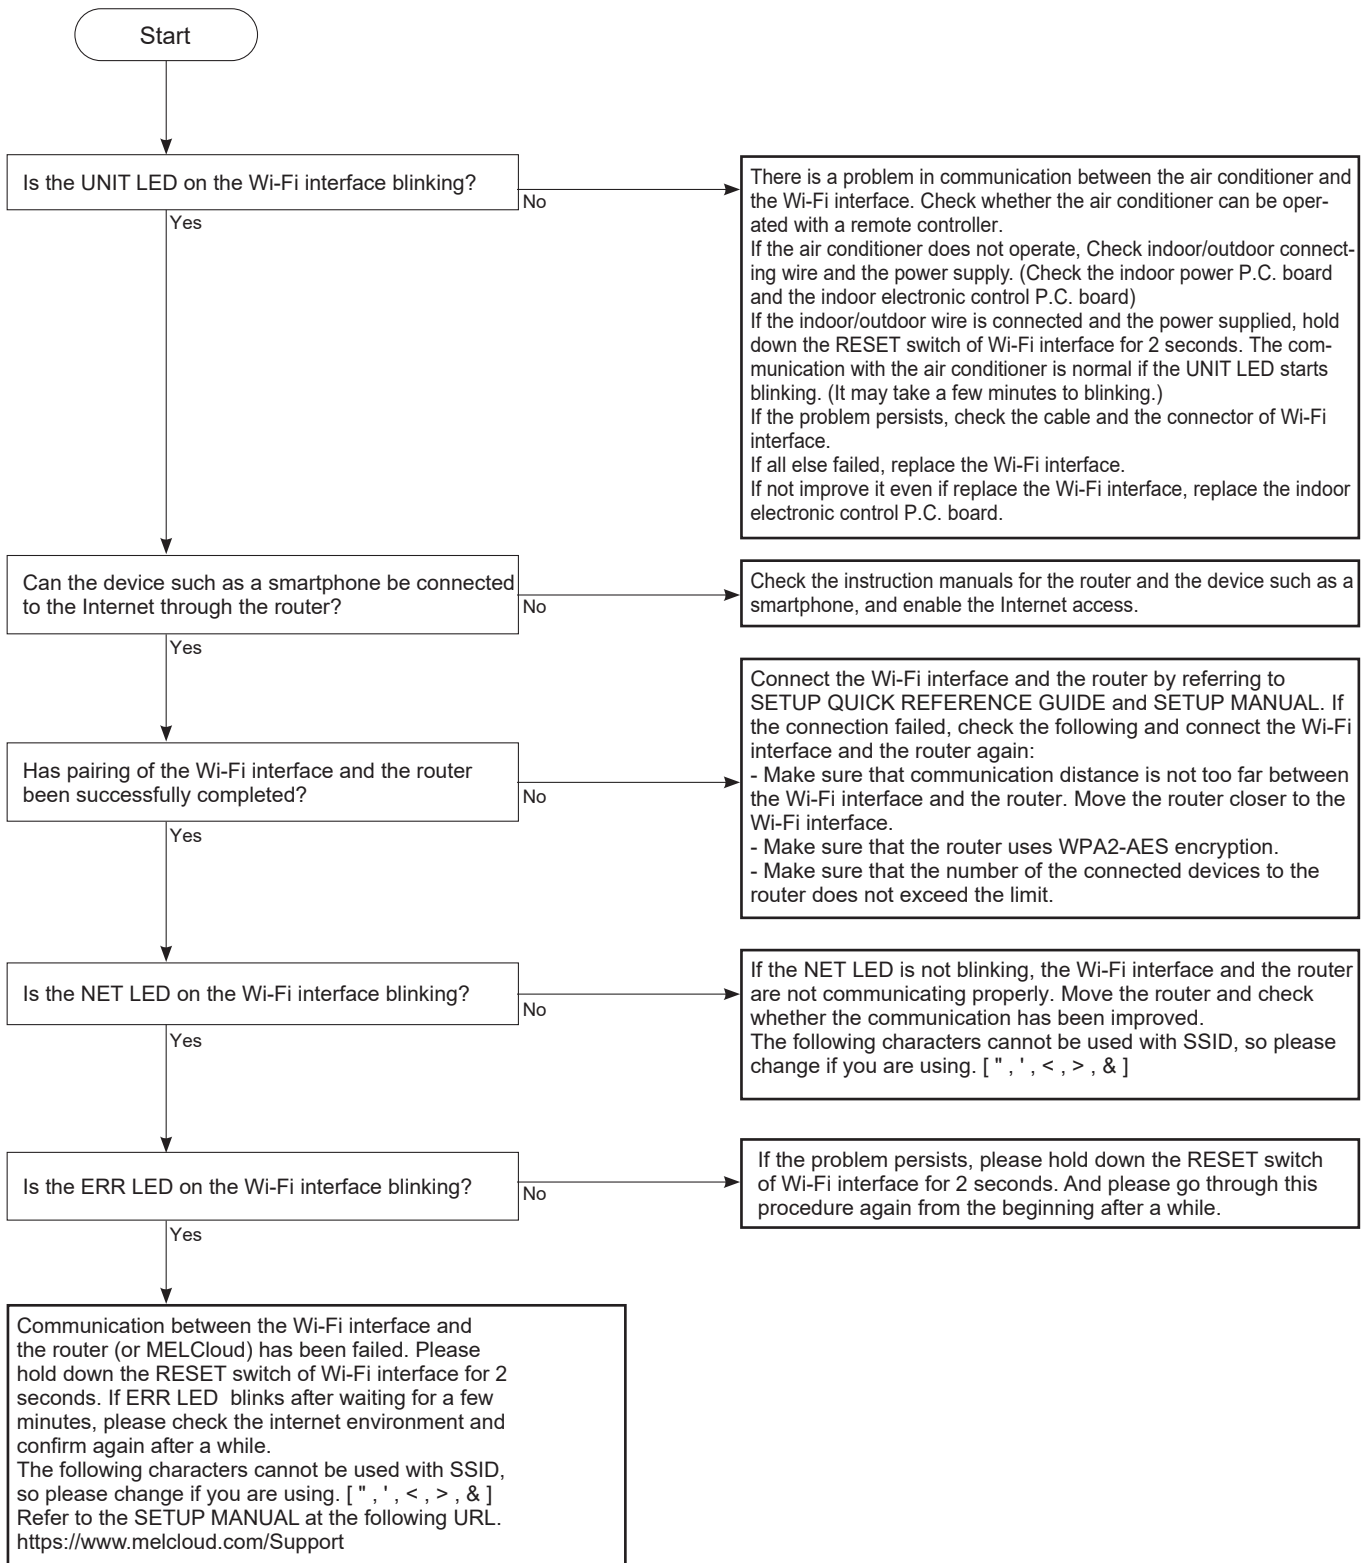 Start
Is the UNIT LED on the Wi-Fi interface blinking?
No
Yes
There is a problem in communication between the air conditioner and
the Wi-Fi interface. Check whether the air conditioner can be oper-
ated with a remote controller.
If the air conditioner does not operate, Check indoor/outdoor connect-
ing wire and the power supply. (Check the indoor power P.C. board
and the indoor electronic control P.C. board)
If the indoor/outdoor wire is connected and the power supplied, hold
down the RESET switch of Wi-Fi interface for 2 seconds. The com-
munication with the air conditioner is normal if the UNIT LED starts
blinking. (It may take a few minutes to blinking.)
If the problem persists, check the cable and the connector of Wi-Fi
interface.
If all else failed, replace the Wi-Fi interface.
If not improve it even if replace the Wi-Fi interface, replace the indoor
electronic control P.C. board.
Can the device such as a smartphone be connected
to the Internet through the router?
No
Yes
Check the instruction manuals for the router and the device such as a
smartphone, and enable the Internet access.
Has pairing of the Wi-Fi interface and the router
been successfully completed?
No
Yes
Connect the Wi-Fi interface and the router by referring to
SETUP QUICK REFERENCE GUIDE and SETUP MANUAL. If
the connection failed, check the following and connect the Wi-Fi
interface and the router again:
- Make sure that communication distance is not too far between
the Wi-Fi interface and the router. Move the router closer to the
Wi-Fi interface.
- Make sure that the router uses WPA2-AES encryption.
- Make sure that the number of the connected devices to the
router does not exceed the limit.
Is the NET LED on the Wi-Fi interface blinking?
No
Yes
If the NET LED is not blinking, the Wi-Fi interface and the router
are not communicating properly. Move the router and check
whether the communication has been improved.
The following characters cannot be used with SSID, so please
change if you are using. [ " , ' , < , > , & ]
Is the ERR LED on the Wi-Fi interface blinking?
No
Yes
If the problem persists, please hold down the RESET switch
of Wi-Fi interface for 2 seconds. And please go through this
procedure again from the beginning after a while.
Communication between the Wi-Fi interface and
the router (or MELCloud) has been failed. Please
hold down the RESET switch of Wi-Fi interface for 2
seconds. If ERR LED  blinks after waiting for a few
minutes, please check the internet environment and
confirm again after a while.
The following characters cannot be used with SSID,
so please change if you are using. [ " , ' , < , > , & ]
Refer to the SETUP MANUAL at the following URL.
https://www.melcloud.com/Support